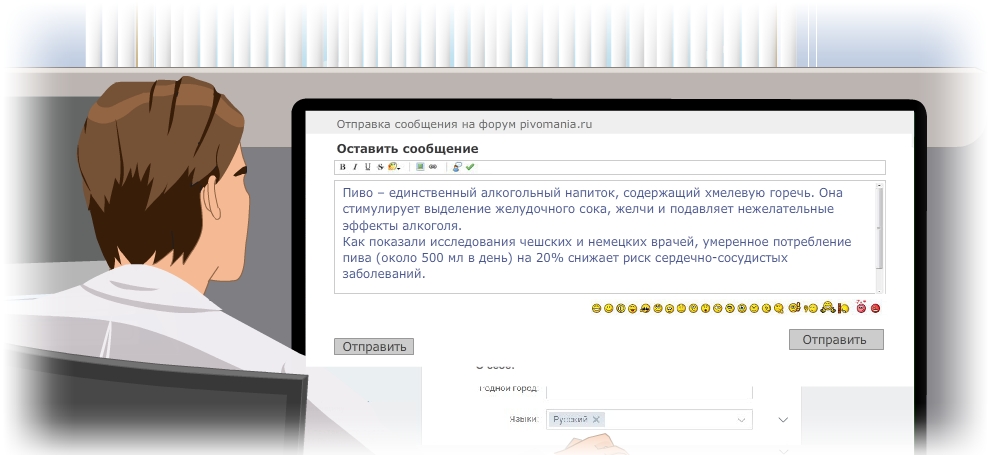 Отправка сообщения на форум pivomania.ru
Оставить сообщение
B I U S
Пиво – единственный алкогольный напиток, содержащий хмелевую горечь. Она
стимулирует выделение желудочного сока, желчи и подавляет нежелательные
эффекты алкоголя.
Как показали исследования чешских и немецких врачей, умеренное потребление
пива (около 500 мл в день) на 20% снижает риск сердечно-сосудистых
заболеваний.
Отправить
Отправить
Родной город:
Языки: Русский